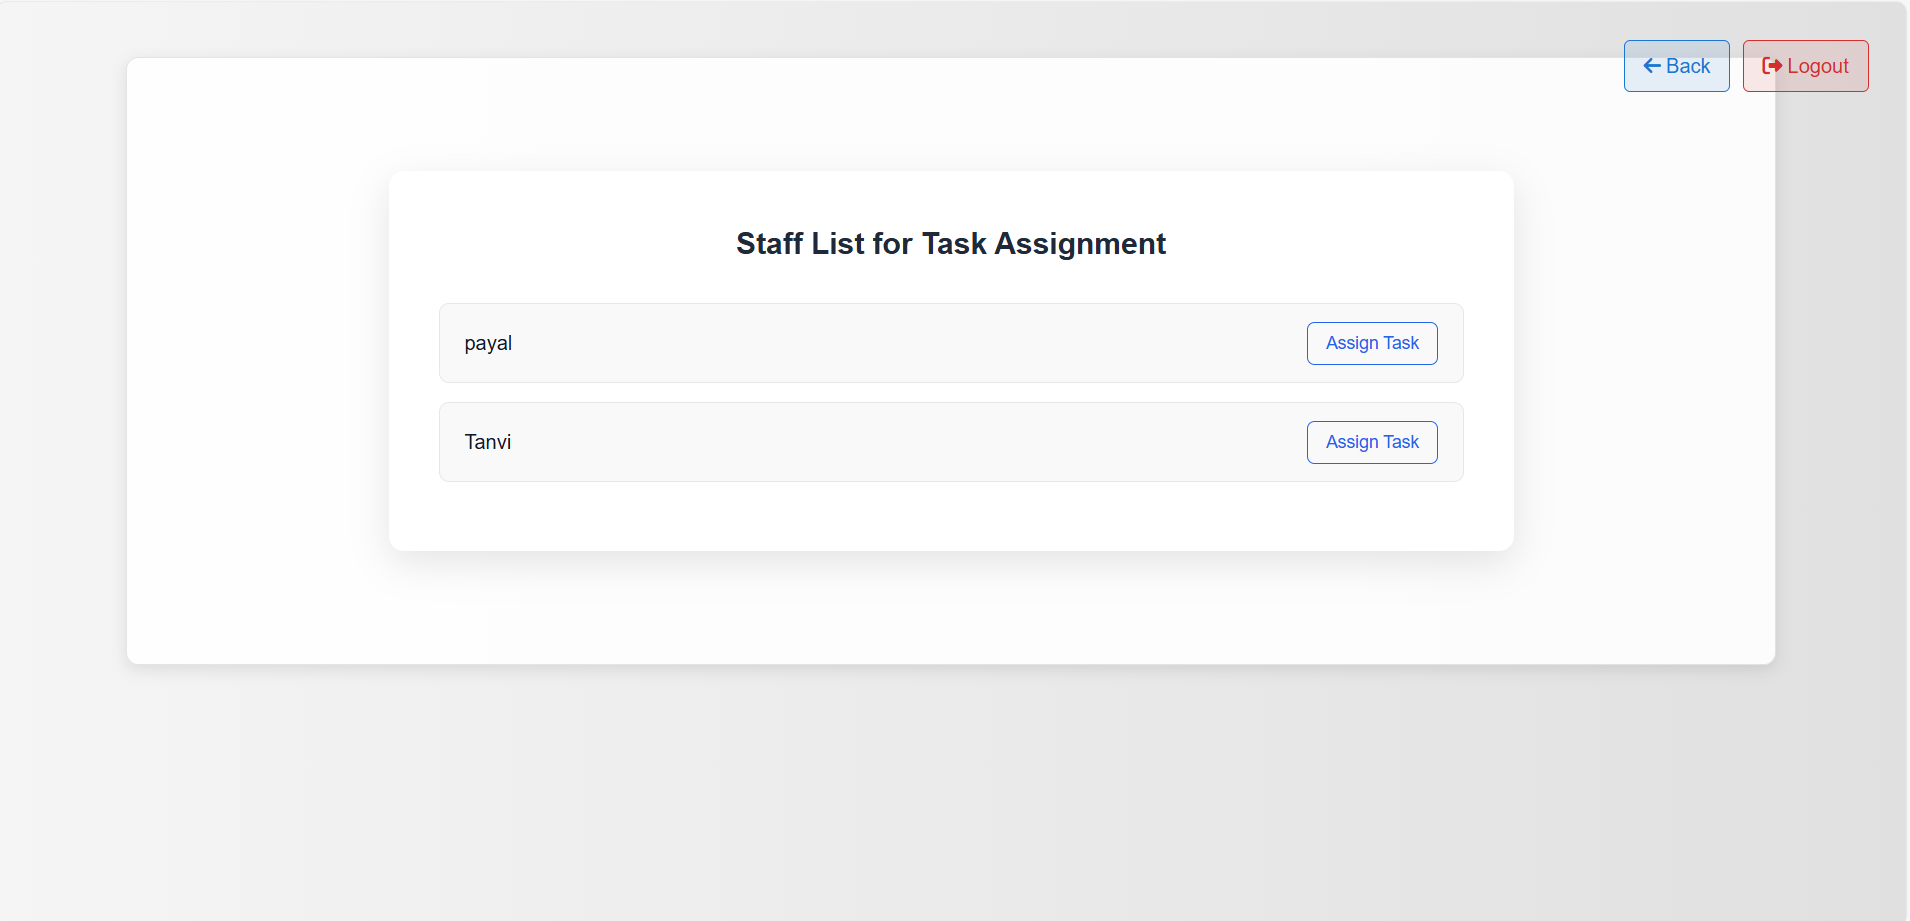 Back
Logout
Staff List for Task Assignment
payal
Assign Task
Tanvi
Assign Task